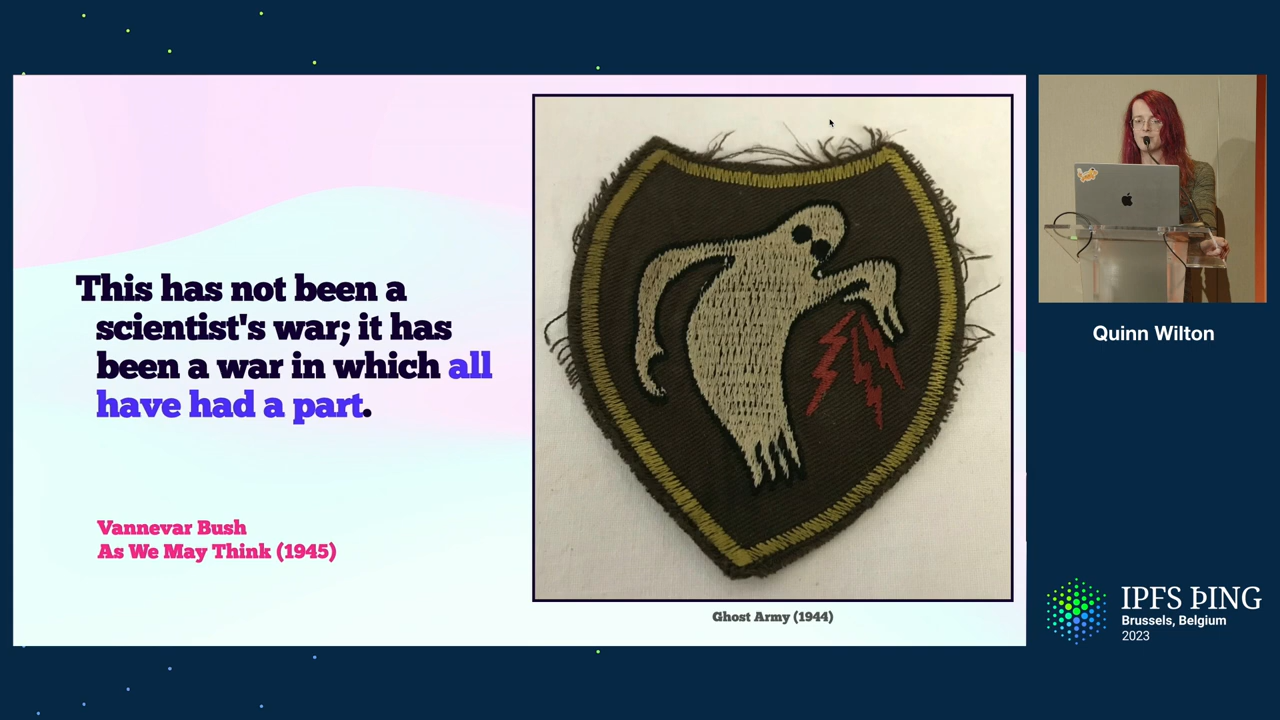 This has not been a
scientist's war; it has
been a war in which all
have had a part.
Vannevar Bush
As We May Think (1945)
Ghost Army (1944)
Quinn Wilton
IPFS ÞING
Brussels, Belgium
2023